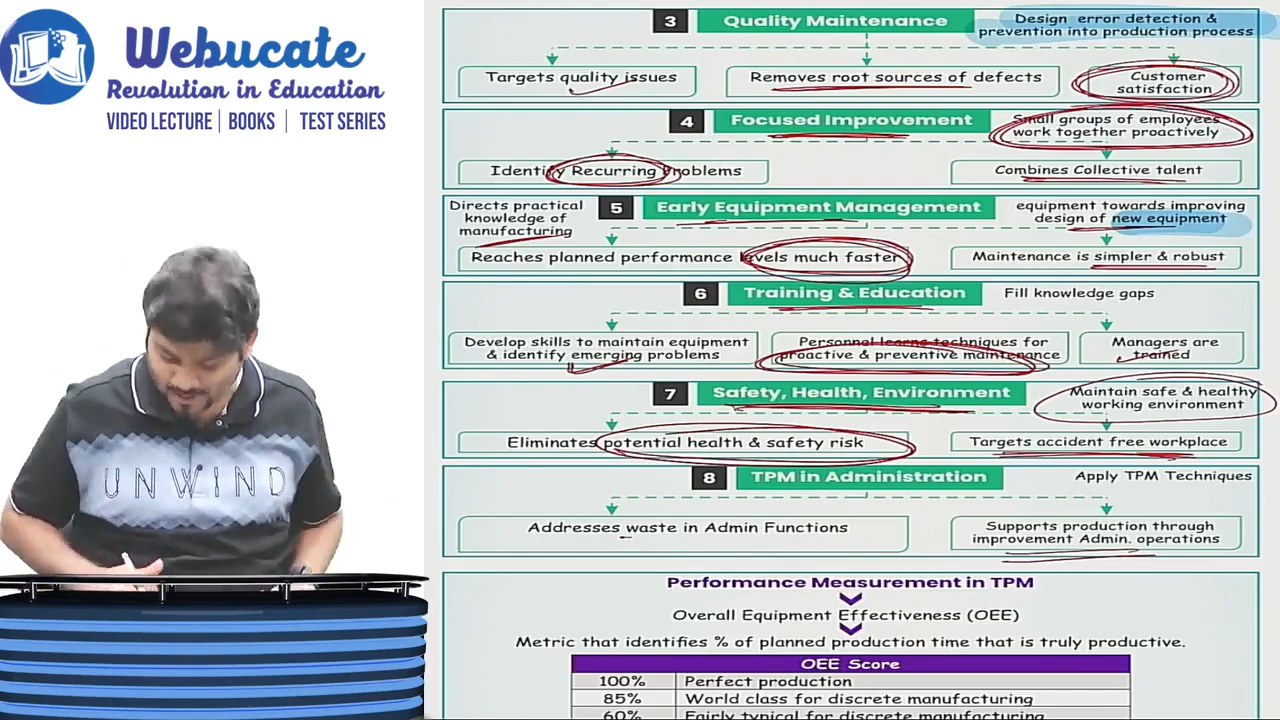 Webucate
Revolution in Education
VIDEO LECTURE | BOOKS | TEST SERIES
UNWIND
3 Quality Maintenance
Design error detection &
prevention into production process
Targets quality issues
Removes root sources of defects
Customer
satisfaction
4 Focused Improvement
Small groups of employees
work together proactively
Identify Recurring Problems
Combines Collective talent
Directs practical
knowledge of
manufacturing
5 Early Equipment Management
equipment towards improving
design of new equipment
Reaches planned performance levels much faster
Maintenance is simpler & robust
6 Training & Education
Fill knowledge gaps
Develop skills to maintain equipment
& identify emerging problems
Personnel learns techniques for
proactive & preventive maintenance
Managers are
trained
7 Safety, Health, Environment
Maintain safe & healthy
working environment
Eliminates potential health & safety risk
Targets accident free workplace
8 TPM in Administration
Apply TPM Techniques
Addresses waste in Admin Functions
Supports production through
improvement Admin. operations
Performance Measurement in TPM
Overall Equipment Effectiveness (OEE)
Metric that identifies % of planned production time that is truly productive.
OEE Score
100% Perfect production
85% World class for discrete manufacturing
60% Fairly typical for discrete manufacturing